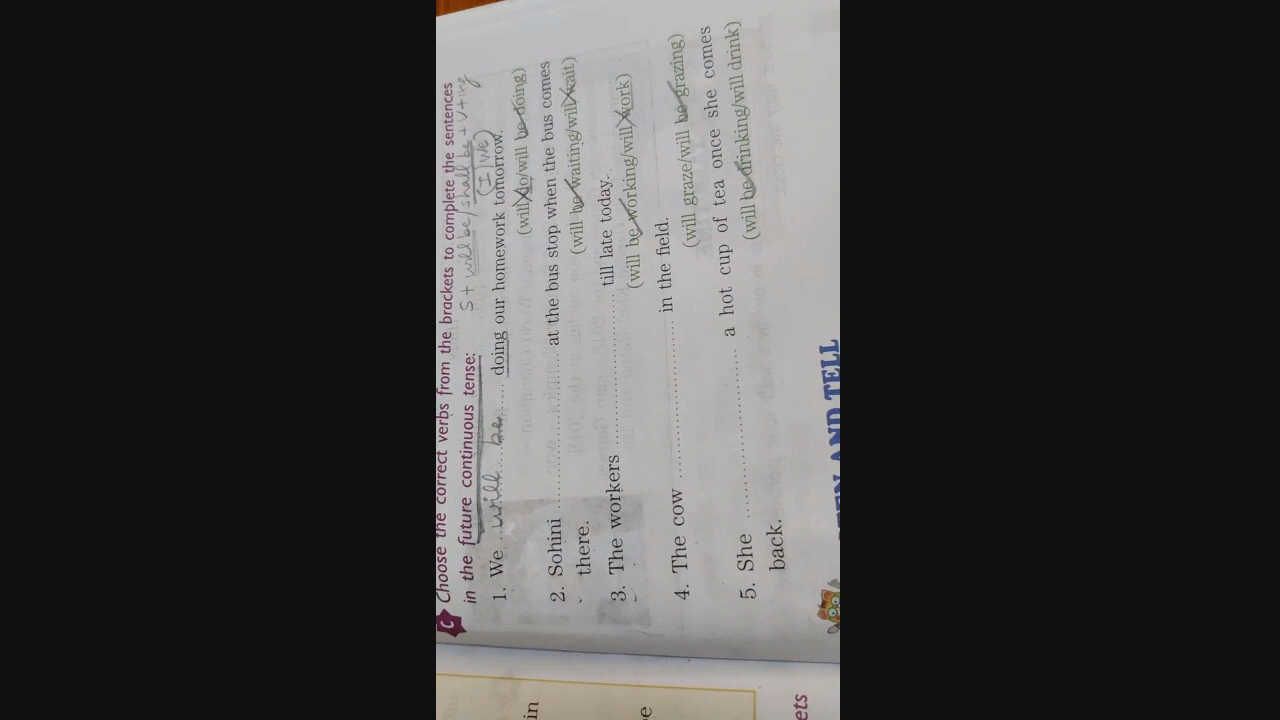 C Choose the correct verbs from the brackets to complete the sentences
in the future continuous tense:
S + will be / shall be + V + ing
(I / We)
1. We will be doing our homework tomorrow.
(will do/will be doing)
2. Sohini .................... at the bus stop when the bus comes
there.
(will be waiting/will wait)
3. The workers .................... till late today.
(will be working/will work)
4. The cow .................... in the field.
(will graze/will be grazing)
5. She .................... a hot cup of tea once she comes
back.
(will be drinking/will drink)
AND TELL
in
ets